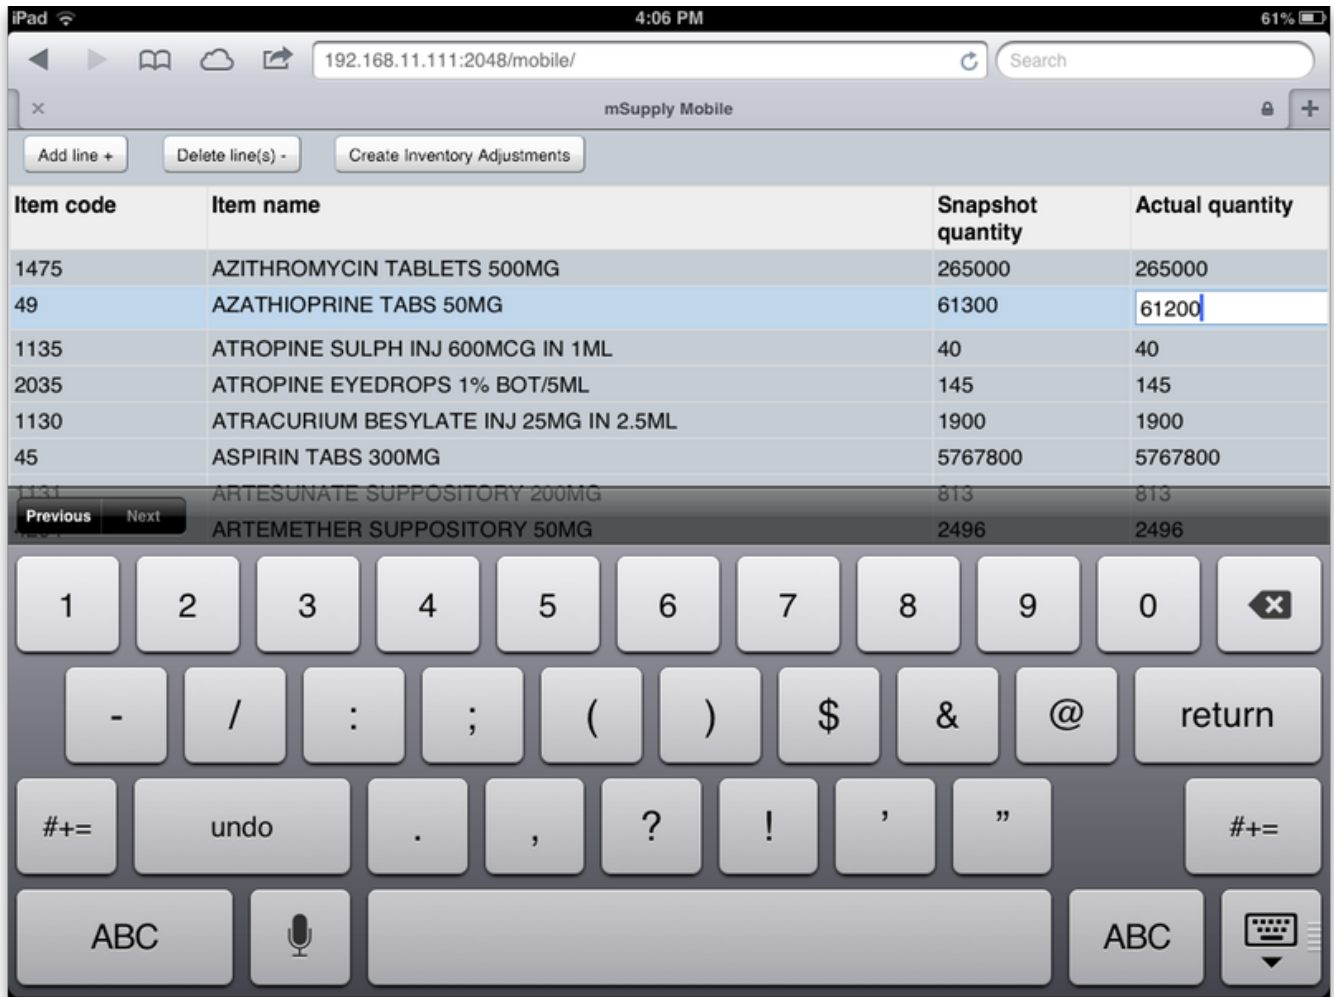 iPad 4:06 PM 61%
192.168.11.111:2048/mobile/ Search
mSupply Mobile
Add line + Delete line(s) - Create Inventory Adjustments
Item code Item name Snapshot quantity Actual quantity
1475 AZITHROMYCIN TABLETS 500MG 265000 265000
49 AZATHIOPRINE TABS 50MG 61300 61200
1135 ATROPINE SULPH INJ 600MCG IN 1ML 40 40
2035 ATROPINE EYEDROPS 1% BOT/5ML 145 145
1130 ATRACURIUM BESYLATE INJ 25MG IN 2.5ML 1900 1900
45 ASPIRIN TABS 300MG 5767800 5767800
1131 ARTESUNATE SUPPOSITORY 200MG 813 813
Previous Next
ARTEMETHER SUPPOSITORY 50MG 2496 2496
1 2 3 4 5 6 7 8 9 0
- / : ; ( ) $ & @ return
#+= undo . , ? ! ’ ” #+=
ABC ABC